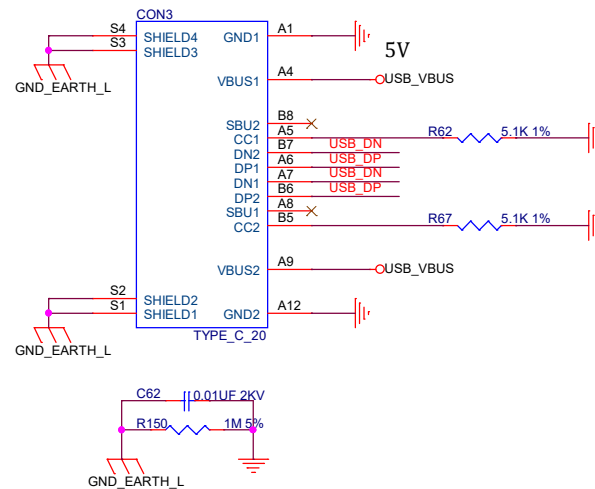 CON3
S4 SHIELD4 GND1 A1
S3 SHIELD3 5V
GND_EARTH_L VBUS1 A4 USB_VBUS
SBU2 B8
CC1 A5 R62 5.1K 1%
DN2 B7 USB_DN
DP1 A6 USB_DP
DN1 A7 USB_DN
DP2 B6 USB_DP
SBU1 A8
CC2 B5 R67 5.1K 1%
VBUS2 A9 USB_VBUS
S2 SHIELD2
S1 SHIELD1 GND2 A12
GND_EARTH_L TYPE_C_20
C62 0.01UF 2KV
R150 1M 5%
GND_EARTH_L